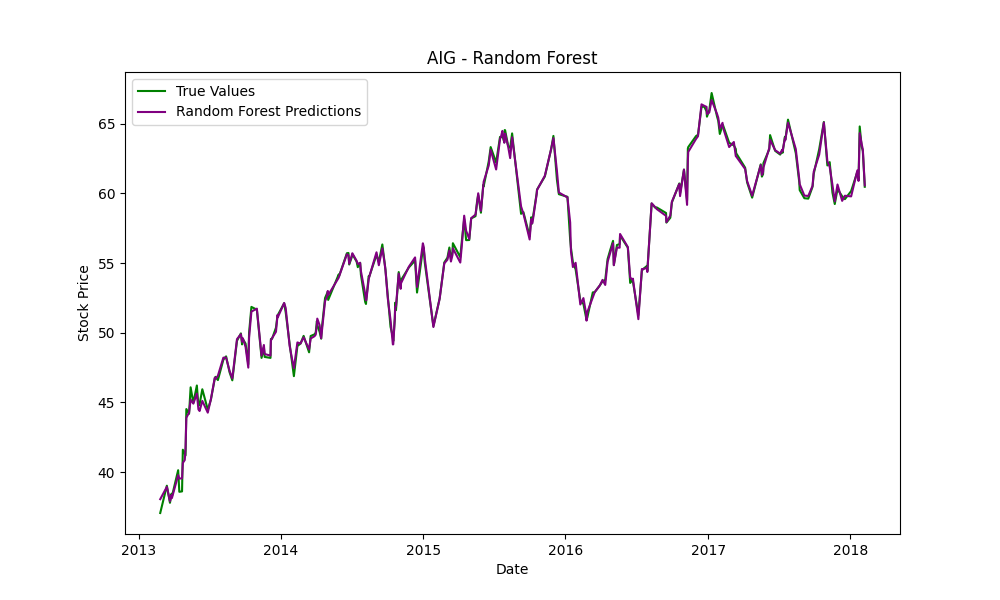 AIG - Random Forest
True Values
Random Forest Predictions
Stock Price
65
60
55
50
45
40
2013
2014
2015
2016
2017
2018
Date